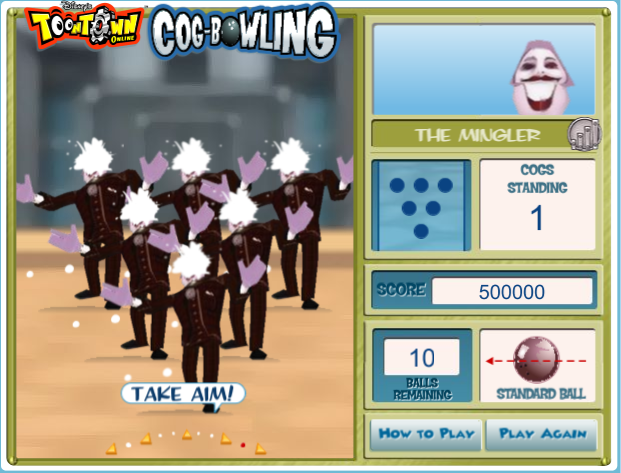 Disney's
TOONTOWN
ONLINE
COG-BOWLING
THE MINGLER
COGS
STANDING
1
SCORE 500000
10
BALLS
REMAINING
STANDARD BALL
TAKE AIM!
HOW TO PLAY
PLAY AGAIN